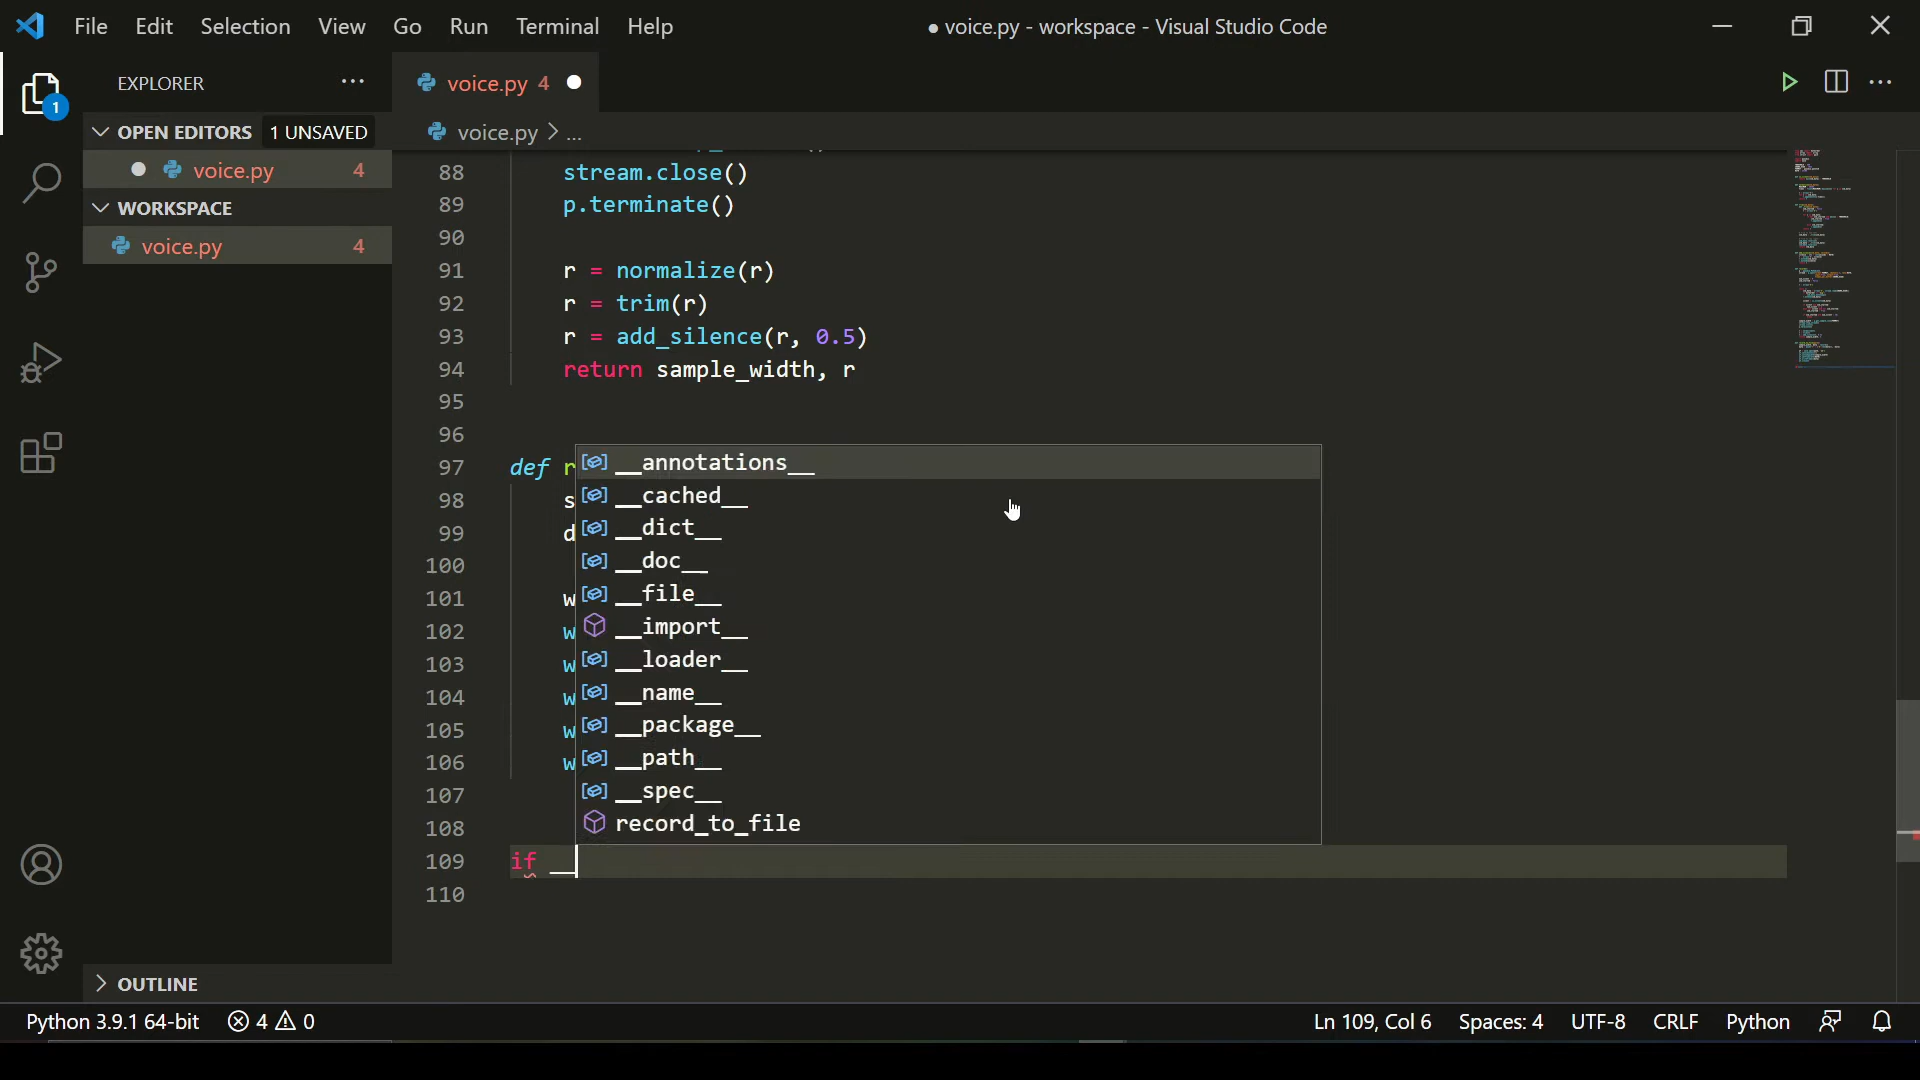 File Edit Selection View Go Run Terminal Help
● voice.py - workspace - Visual Studio Code
EXPLORER ...
OPEN EDITORS 1 UNSAVED
voice.py 4
WORKSPACE
voice.py 4
OUTLINE
1
voice.py 4
voice.py > ...
88 stream.close()
89 p.terminate()
90
91 r = normalize(r)
92 r = trim(r)
93 r = add_silence(r, 0.5)
94 return sample_width, r
95
96
97 def r
98 s
99 d
100
101 w
102 w
103 w
104 w
105 w
106 w
107
108
109 if __
110
__annotations__
__cached__
__dict__
__doc__
__file__
__import__
__loader__
__name__
__package__
__path__
__spec__
record_to_file
Python 3.9.1 64-bit 4 0
Ln 109, Col 6 Spaces: 4 UTF-8 CRLF Python